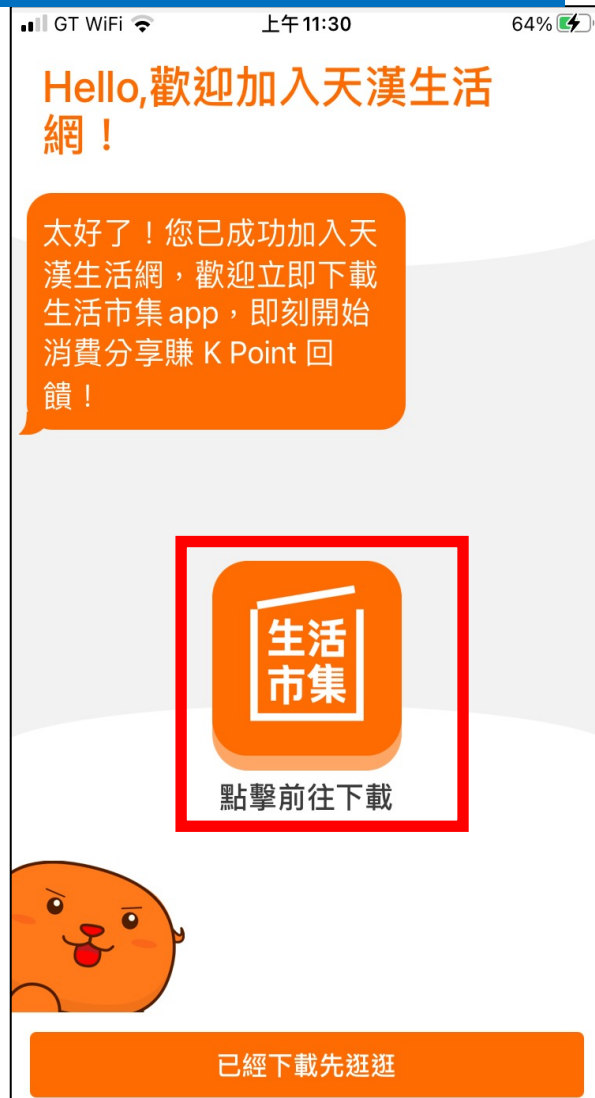 GT WiFi 上午11:30 64%
Hello,歡迎加入天漢生活
網！
太好了！您已成功加入天
漢生活網，歡迎立即下載
生活市集 app，即刻開始
消費分享賺 K Point 回
饋！
生活
市集
點擊前往下載
已經下載先逛逛